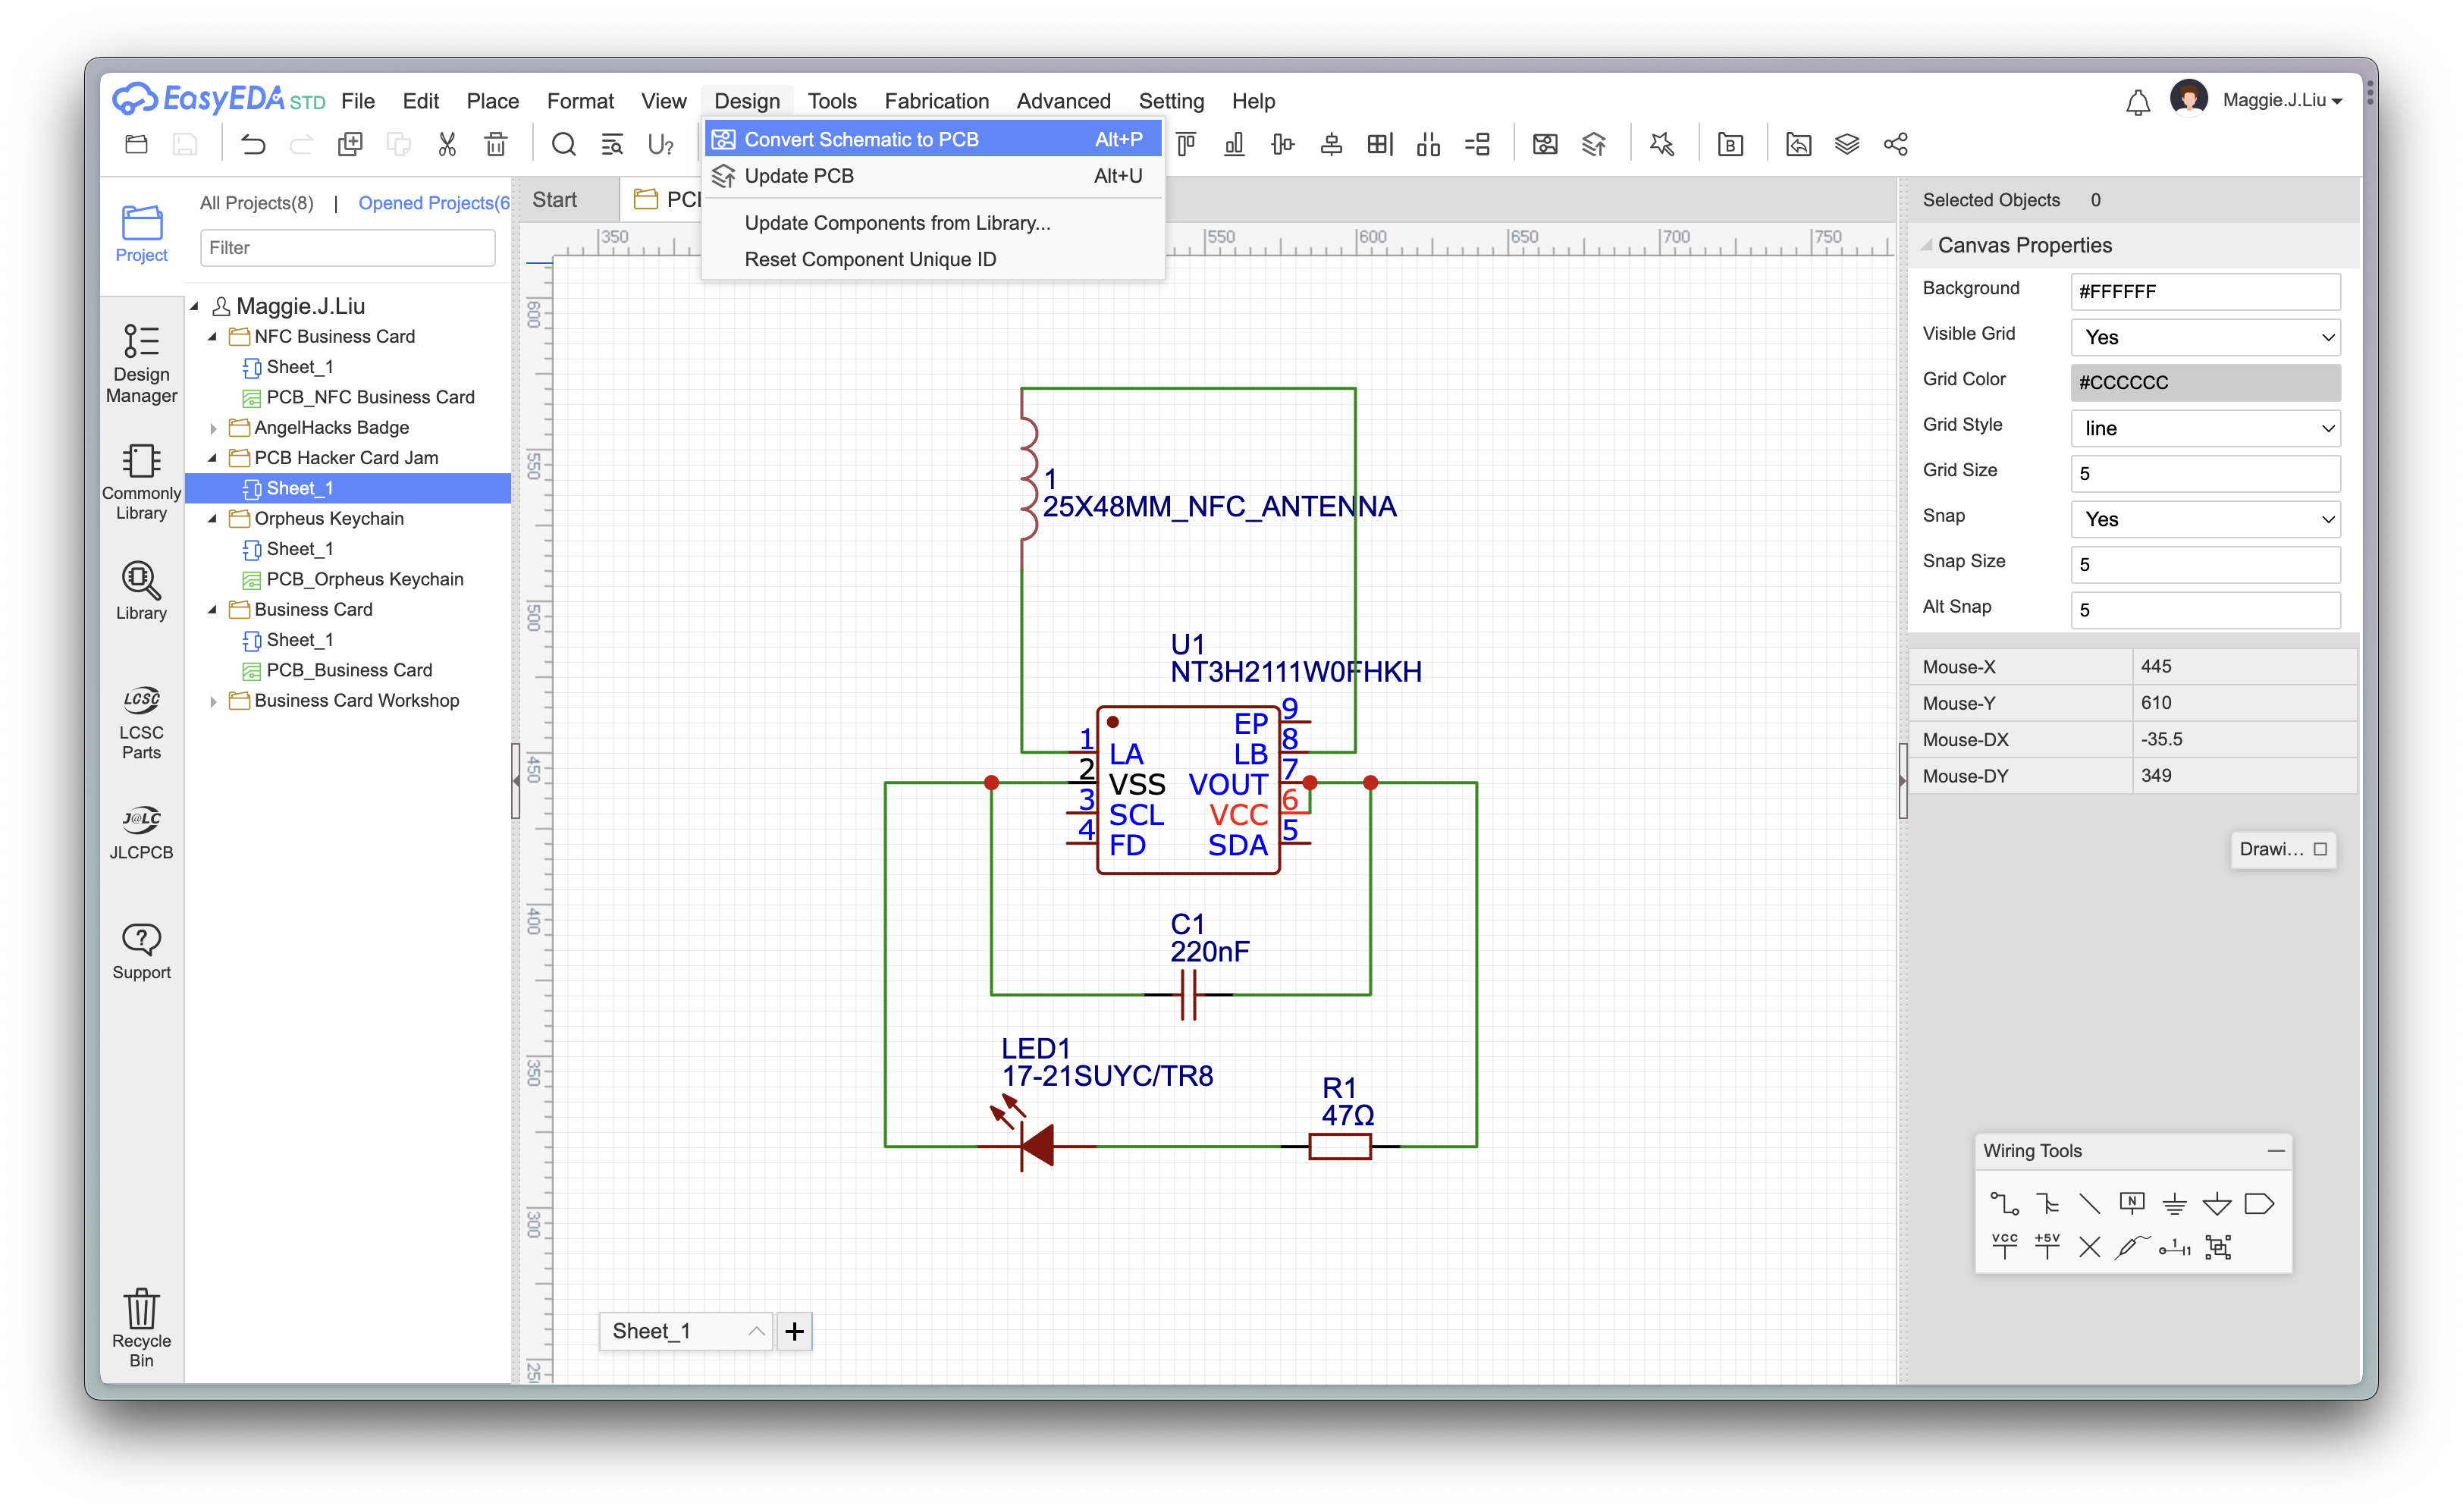 EasyEDA STD File Edit Place Format View Design Tools Fabrication Advanced Setting Help Maggie.J.Liu
U?
B
Convert Schematic to PCB Alt+P
Update PCB Alt+U
Update Components from Library...
Reset Component Unique ID
All Projects(8) | Opened Projects(6
Filter
Maggie.J.Liu
NFC Business Card
Sheet_1
PCB_NFC Business Card
AngelHacks Badge
PCB Hacker Card Jam
Sheet_1
Orpheus Keychain
Sheet_1
PCB_Orpheus Keychain
Business Card
Sheet_1
PCB_Business Card
Business Card Workshop
Project
Design
Manager
Commonly
Library
Library
LCSC
LCSC
Parts
J@LC
JLCPCB
?
Support
Recycle
Bin
Start
350 550 600 650 700 750
600
550
500
450
400
350
300
1
25X48MM_NFC_ANTENNA
U1
NT3H2111W0FHKH
EP 9
1 LA LB 8
2 VSS VOUT 7
3 SCL VCC 6
4 FD SDA 5
C1
220nF
LED1
17-21SUYC/TR8
R1
47Ω
Sheet_1 +
Selected Objects 0
Canvas Properties
Background #FFFFFF
Visible Grid Yes
Grid Color #CCCCCC
Grid Style line
Grid Size 5
Snap Yes
Snap Size 5
Alt Snap 5
Mouse-X 445
Mouse-Y 610
Mouse-DX -35.5
Mouse-DY 349
Drawi...
Wiring Tools
N
VCC +5V 1